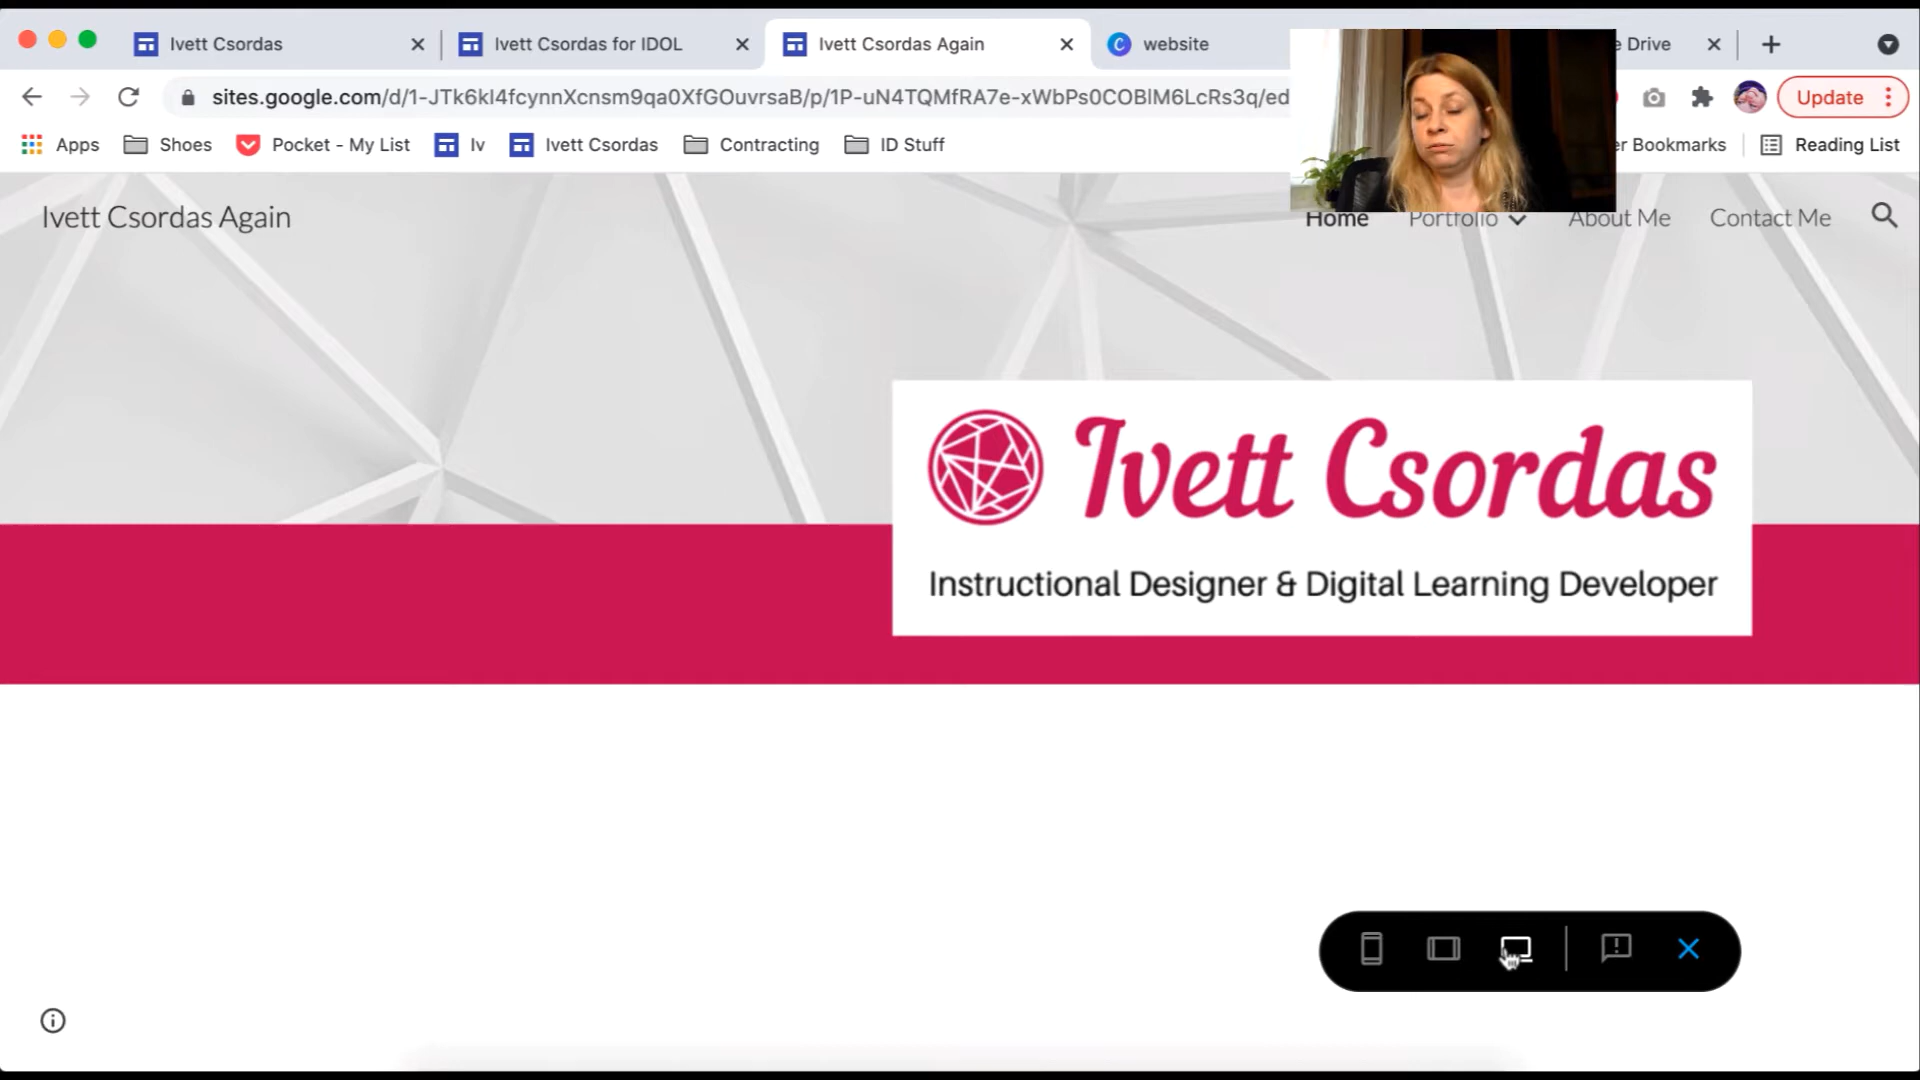 Ivett Csordas
Ivett Csordas for IDOL
Ivett Csordas Again
website
e Drive
sites.google.com/d/1-JTk6kI4fcynnXcnsm9qa0XfGOuvrsaB/p/1P-uN4TQMfRA7e-xWbPs0COBlM6LcRs3q/ed
Update
Apps
Shoes
Pocket - My List
Iv
Ivett Csordas
Contracting
ID Stuff
er Bookmarks
Reading List
Ivett Csordas Again
Home
Portfolio
About Me
Contact Me
Ivett Csordas
Instructional Designer & Digital Learning Developer